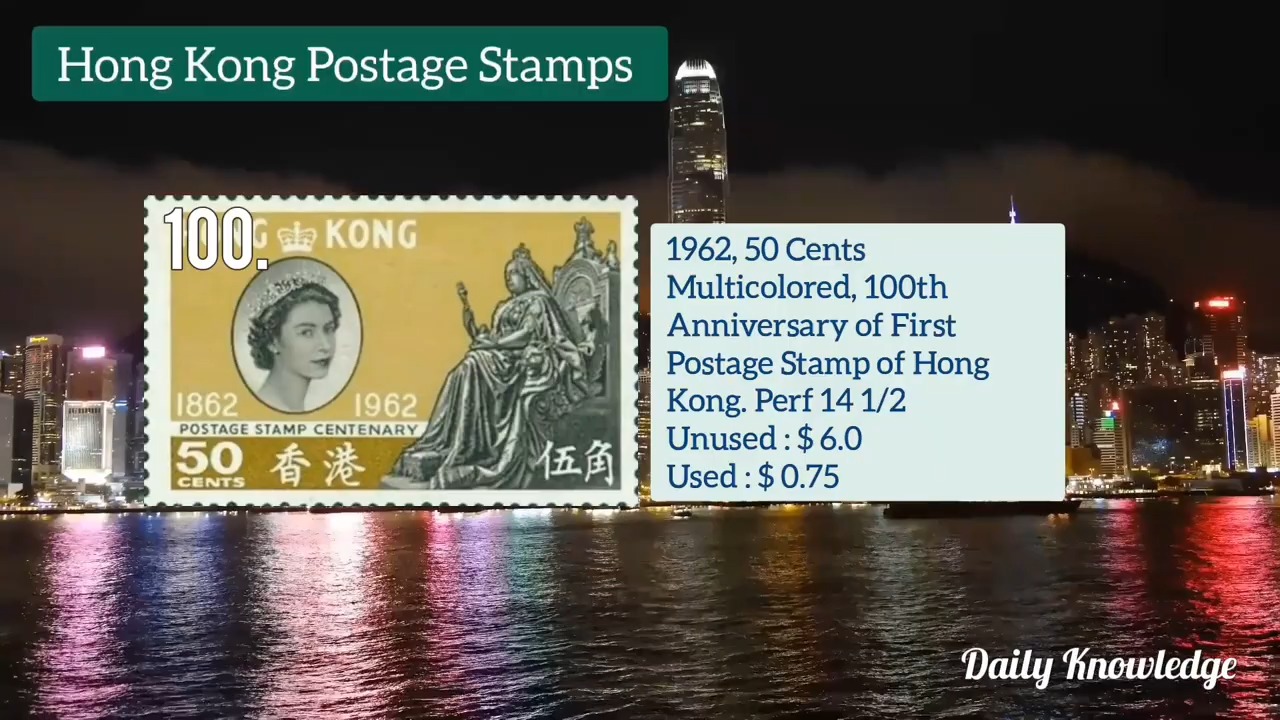 Hong Kong Postage Stamps
100.
NG KONG
1862 1962
POSTAGE STAMP CENTENARY
50 香港 伍角
CENTS
1962, 50 Cents
Multicolored, 100th
Anniversary of First
Postage Stamp of Hong
Kong. Perf 14 1/2
Unused : $ 6.0
Used : $ 0.75
Daily Knowledge